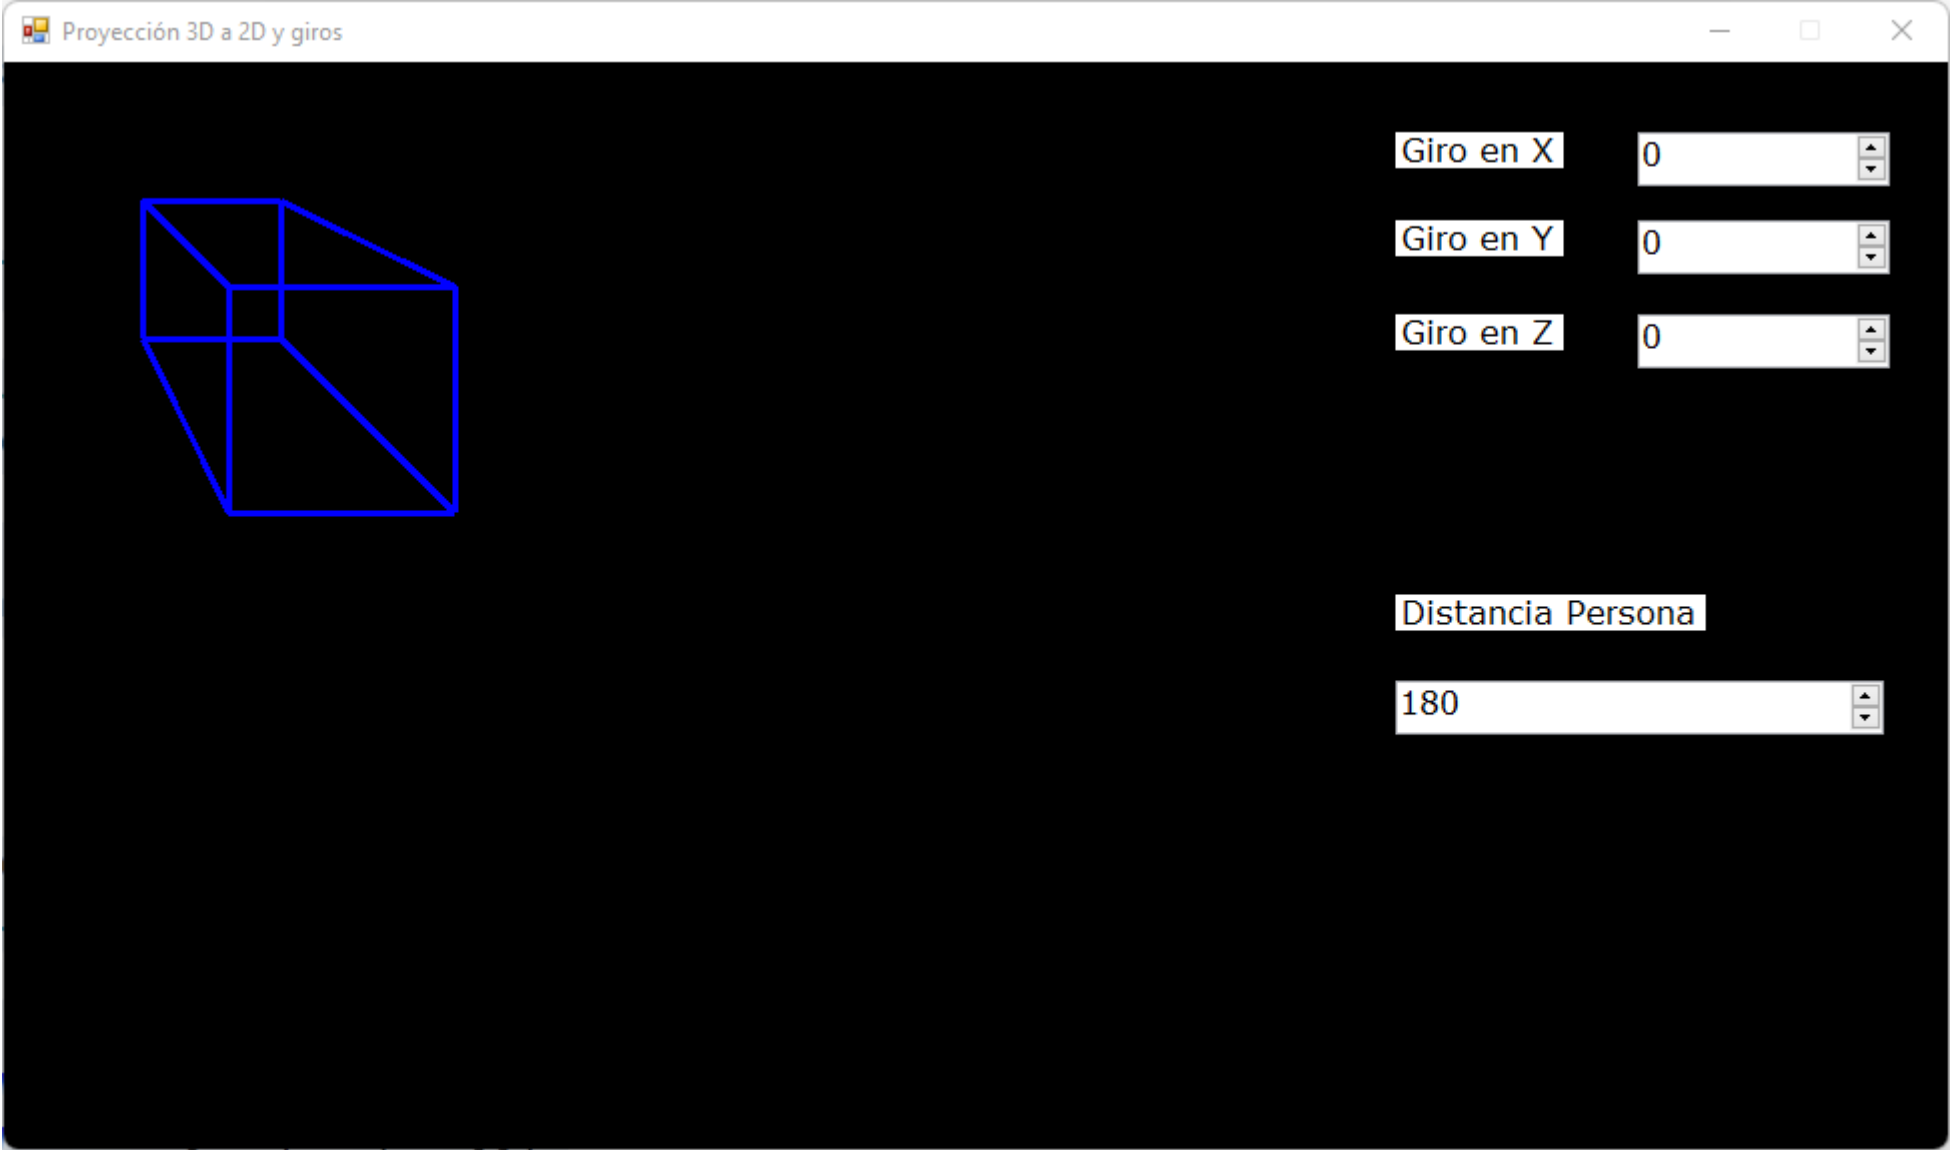 Proyección 3D a 2D y giros
Giro en X 0
Giro en Y 0
Giro en Z 0
Distancia Persona
180